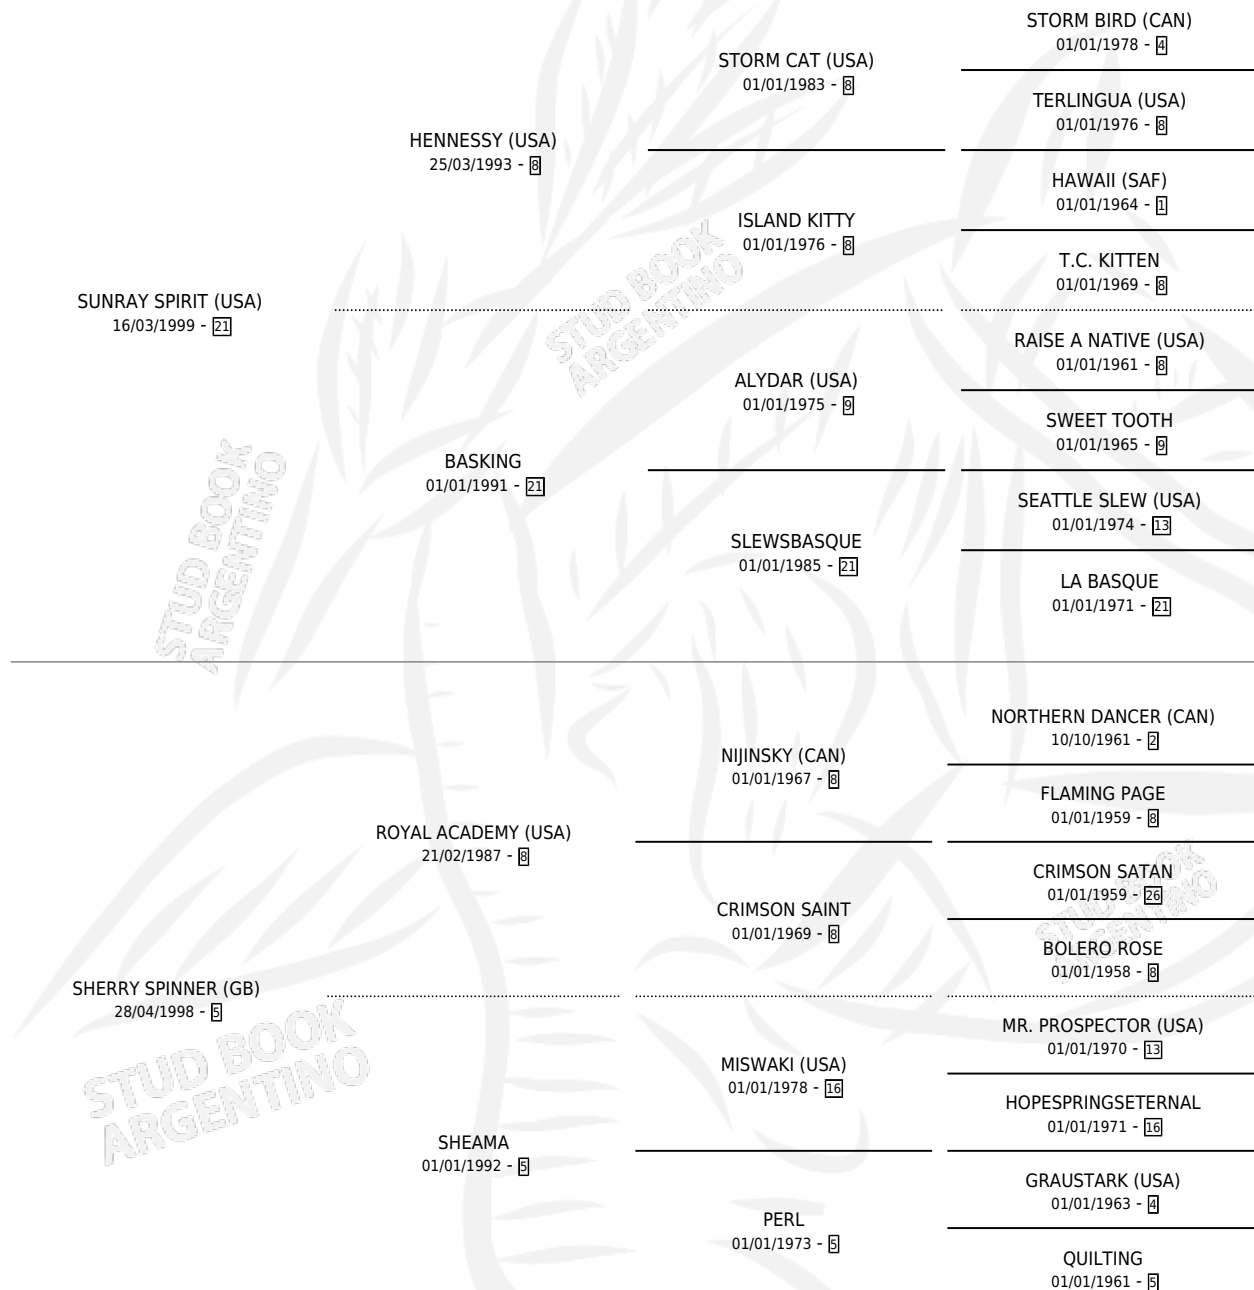 STORM BIRD (CAN)
01/01/1978 - 4
STORM CAT (USA)
01/01/1983 - 8
TERLINGUA (USA)
01/01/1976 - 8
HENNESSY (USA)
25/03/1993 - 8
HAWAII (SAF)
01/01/1964 - 1
ISLAND KITTY
01/01/1976 - 8
T.C. KITTEN
01/01/1969 - 8
SUNRAY SPIRIT (USA)
16/03/1999 - 21
RAISE A NATIVE (USA)
01/01/1961 - 8
ALYDAR (USA)
01/01/1975 - 9
SWEET TOOTH
01/01/1965 - 9
BASKING
01/01/1991 - 21
SEATTLE SLEW (USA)
01/01/1974 - 13
SLEWSBASQUE
01/01/1985 - 21
LA BASQUE
01/01/1971 - 21
NORTHERN DANCER (CAN)
10/10/1961 - 2
NIJINSKY (CAN)
01/01/1967 - 8
FLAMING PAGE
01/01/1959 - 8
ROYAL ACADEMY (USA)
21/02/1987 - 8
CRIMSON SATAN
01/01/1959 - 26
CRIMSON SAINT
01/01/1969 - 8
BOLERO ROSE
01/01/1958 - 8
SHERRY SPINNER (GB)
28/04/1998 - 5
MR. PROSPECTOR (USA)
01/01/1970 - 13
MISWAKI (USA)
01/01/1978 - 16
HOPESPRINGSETERNAL
01/01/1971 - 16
SHEAMA
01/01/1992 - 5
GRAUSTARK (USA)
01/01/1963 - 4
PERL
01/01/1973 - 5
QUILTING
01/01/1961 - 5
STUD BOOK
ARGENTINO
STUD BOOK
ARGENTINO
STUD BOOK
ARGENTINO
STUD BOOK
ARGENTINO